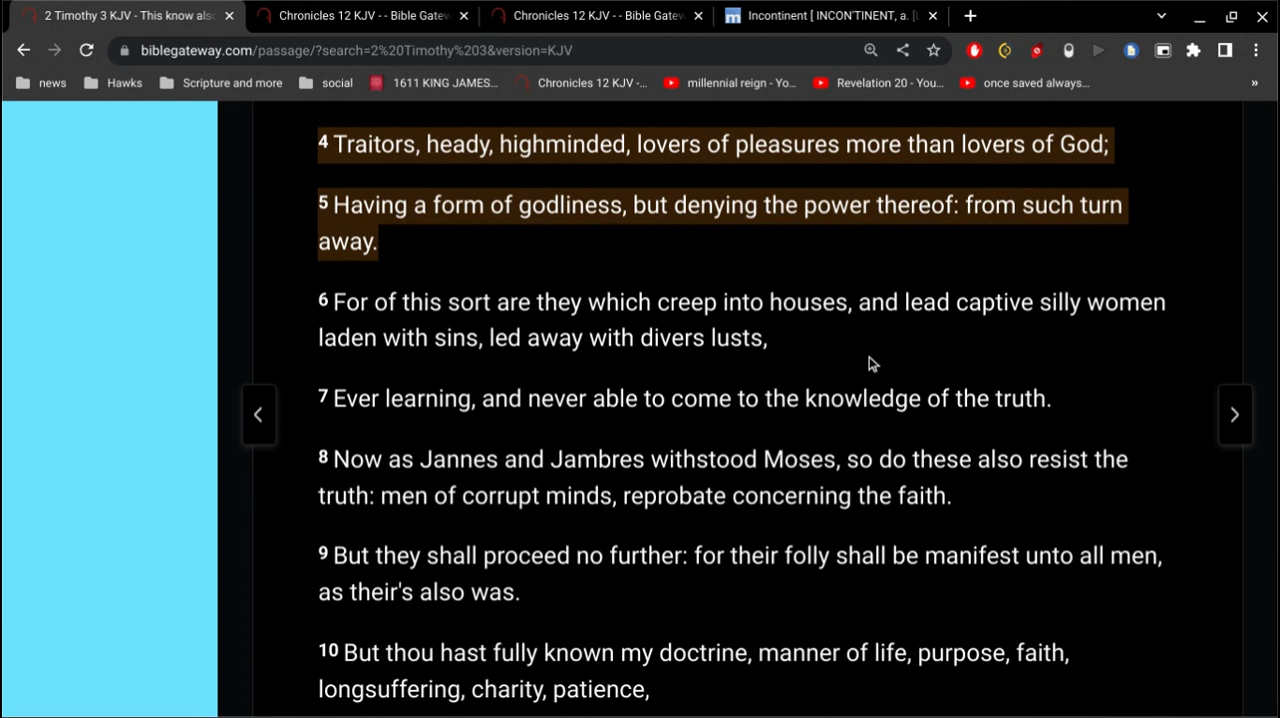 2 Timothy 3 KJV - This know als
Chronicles 12 KJV - - Bible Gatew
Chronicles 12 KJV - - Bible Gatew
Incontinent [ INCON'TINENT, a. [
biblegateway.com/passage/?search=2%20Timothy%203&version=KJV
news
Hawks
Scripture and more
social
1611 KING JAMES...
Chronicles 12 KJV -...
millennial reign - Yo...
Revelation 20 - You...
once saved always...
»
4 Traitors, heady, highminded, lovers of pleasures more than lovers of God;
5 Having a form of godliness, but denying the power thereof: from such turn
away.
6 For of this sort are they which creep into houses, and lead captive silly women
laden with sins, led away with divers lusts,
7 Ever learning, and never able to come to the knowledge of the truth.
8 Now as Jannes and Jambres withstood Moses, so do these also resist the
truth: men of corrupt minds, reprobate concerning the faith.
9 But they shall proceed no further: for their folly shall be manifest unto all men,
as their's also was.
10 But thou hast fully known my doctrine, manner of life, purpose, faith,
longsuffering, charity, patience,